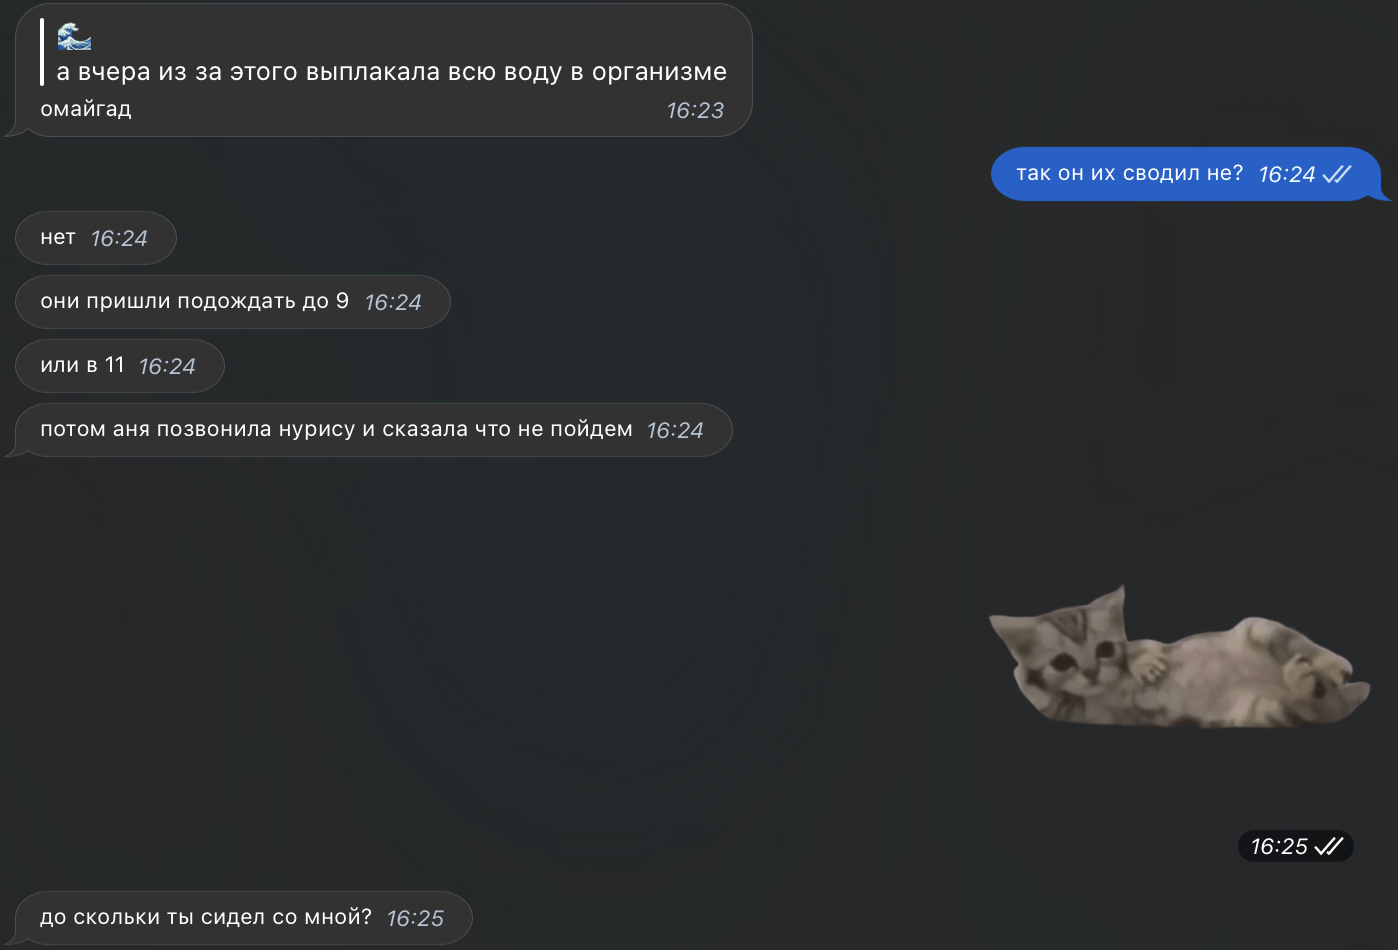 🌊
а вчера из за этого выплакала всю воду в организме
омайгад 16:23
так он их сводил не? 16:24
нет 16:24
они пришли подождать до 9 16:24
или в 11 16:24
потом аня позвонила нурису и сказала что не пойдем 16:24
16:25
до скольки ты сидел со мной? 16:25